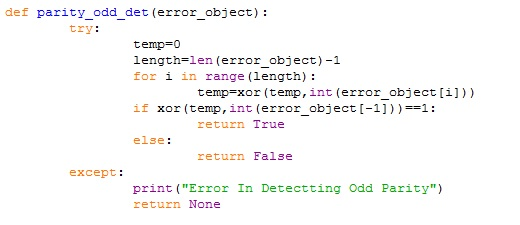 def parity_odd_det(error_object):
try:
temp=0
length=len(error_object)-1
for i in range(length):
temp=xor(temp,int(error_object[i]))
if xor(temp,int(error_object[-1]))==1:
return True
else:
return False
except:
print("Error In Detectting Odd Parity")
return None